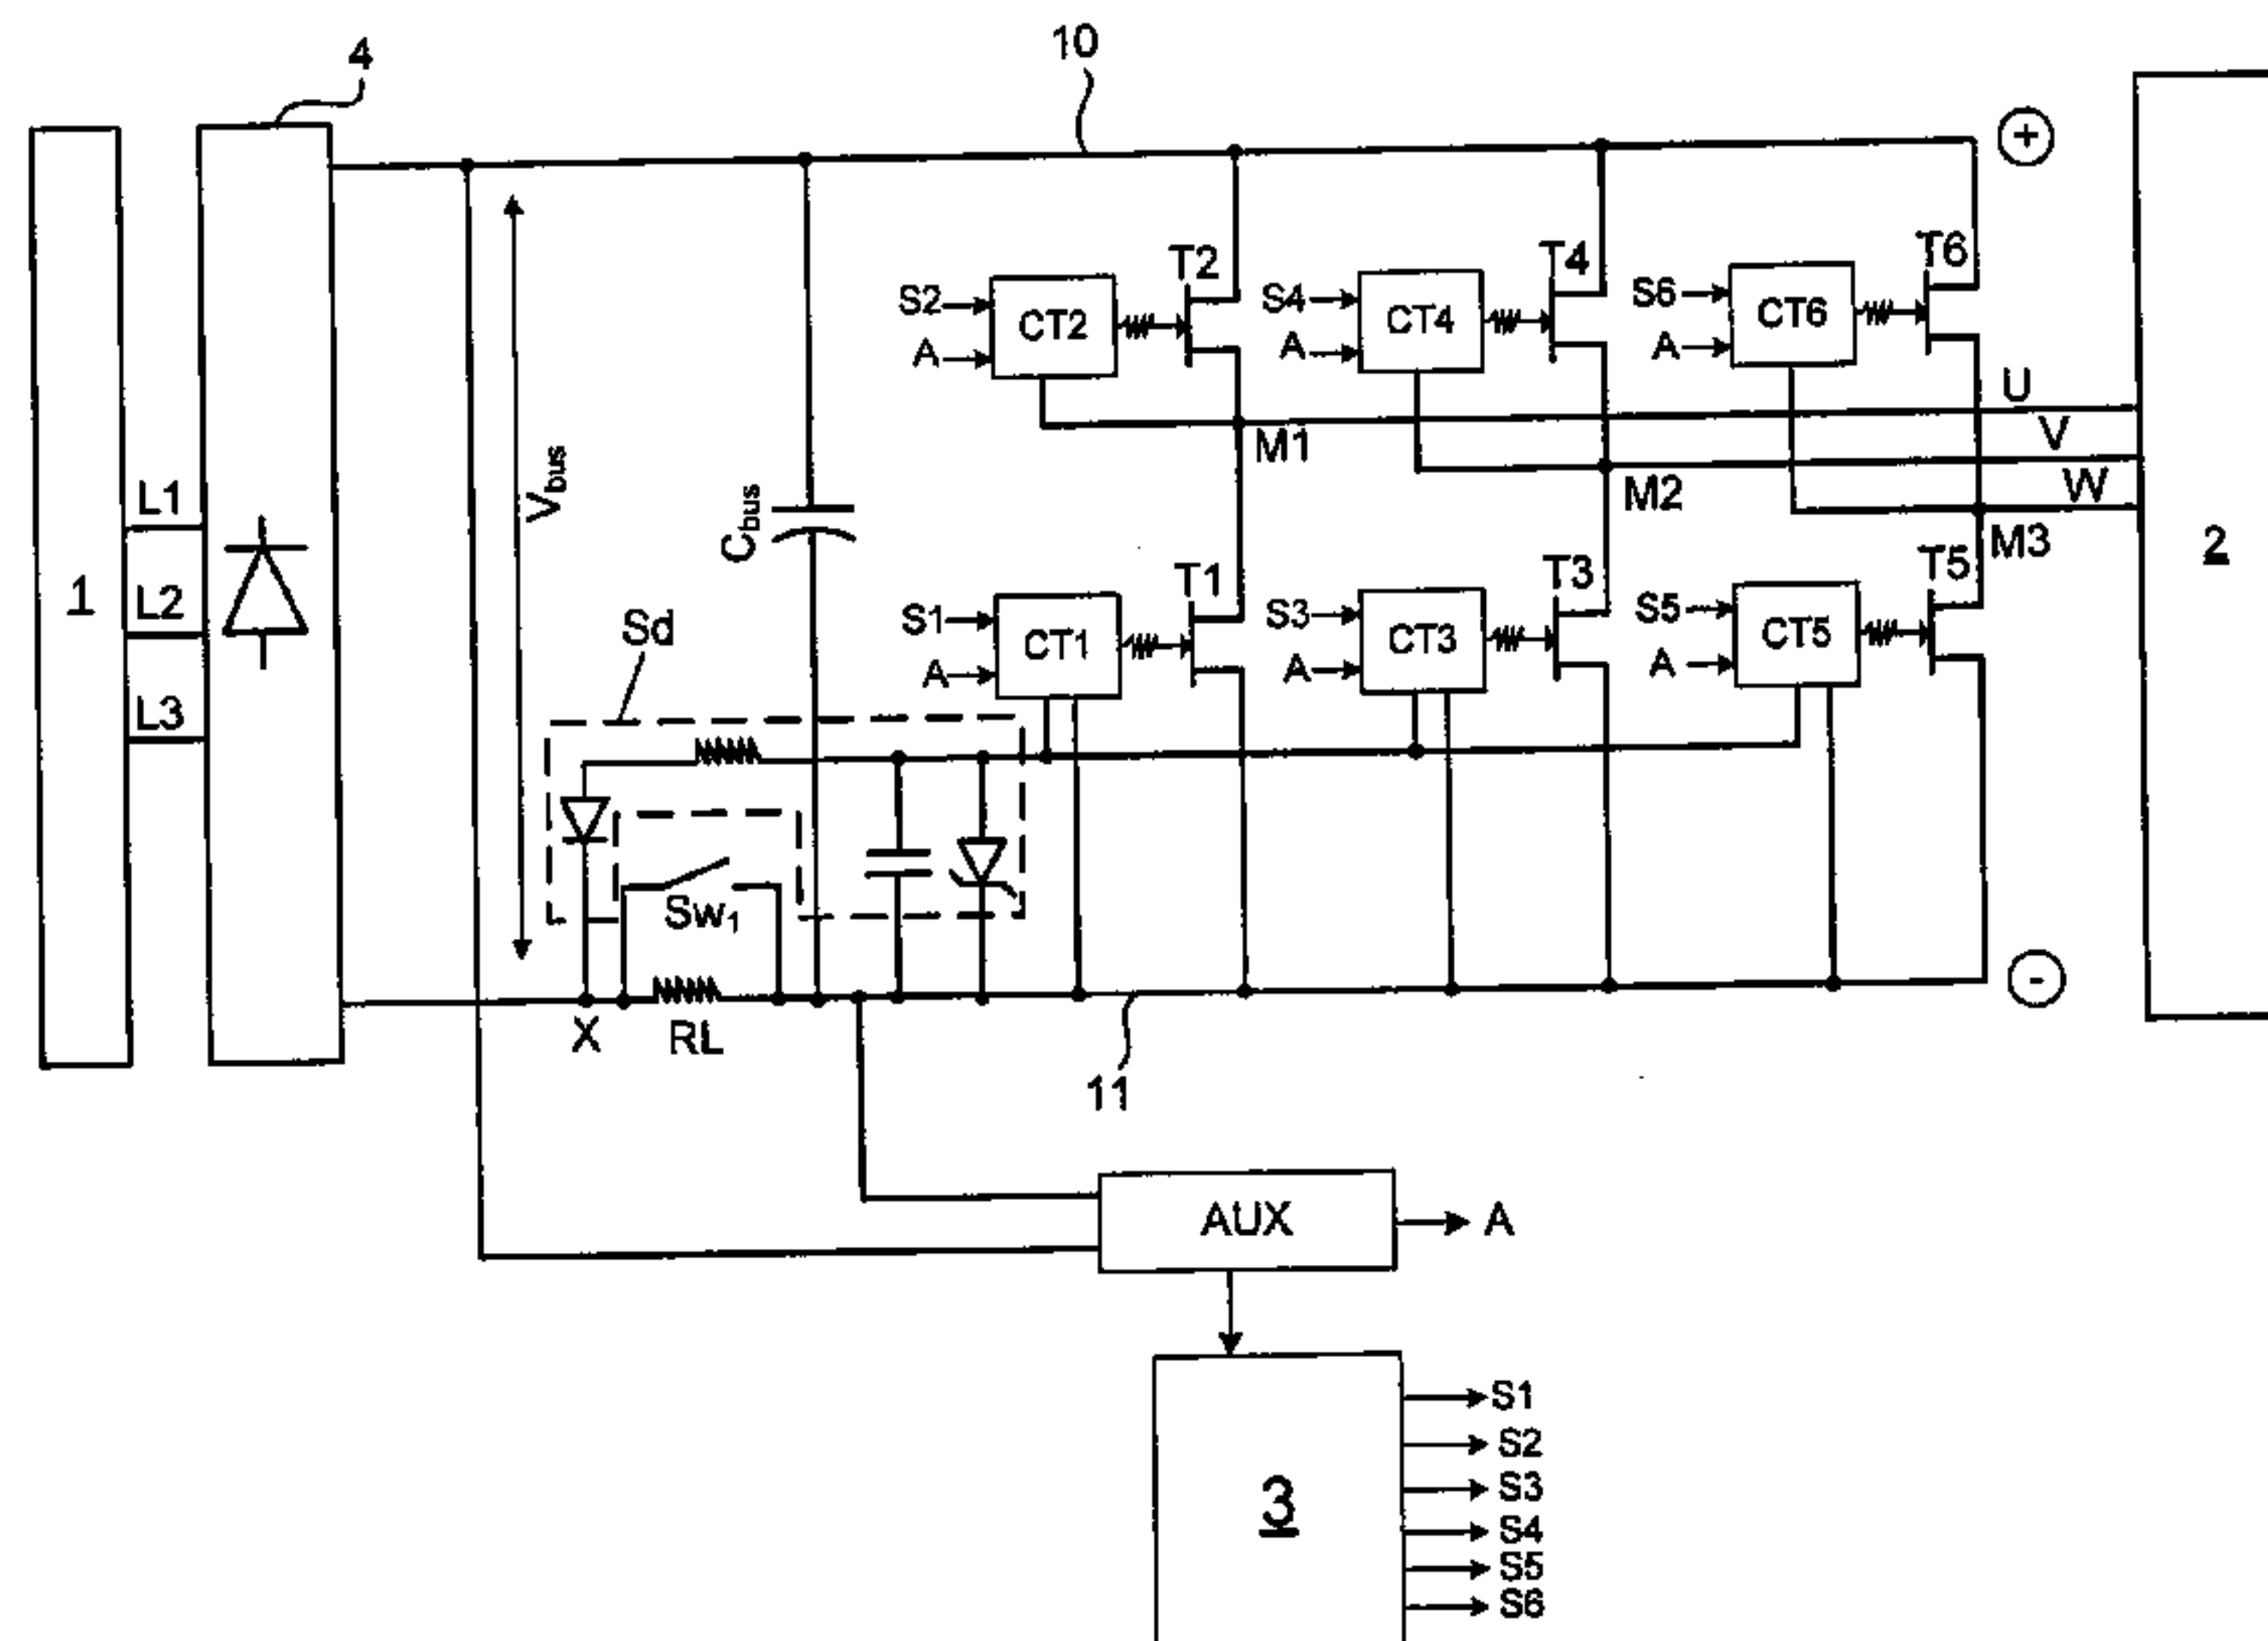 4
10
+
T2
T4
T6
S2
CT2
A
S4
CT4
A
S6
CT6
A
U
V
W
M1
M2
M3
Vbus
Cbus
L1
L2
L3
1
2
Sd
T1
T3
T5
S1
CT1
A
S3
CT3
A
S5
CT5
A
Sw1
X
RL
-
11
AUX
A
3
S1
S2
S3
S4
S5
S6